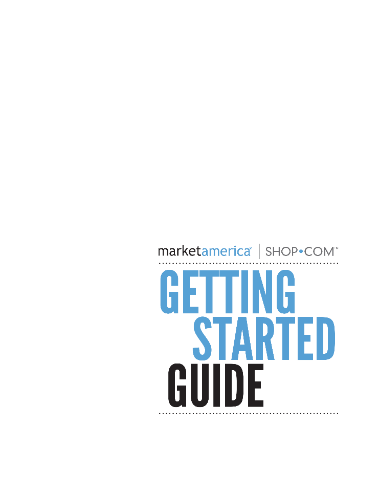 marketamerica® | SHOP•COM®
GETTING
STARTED
GUIDE